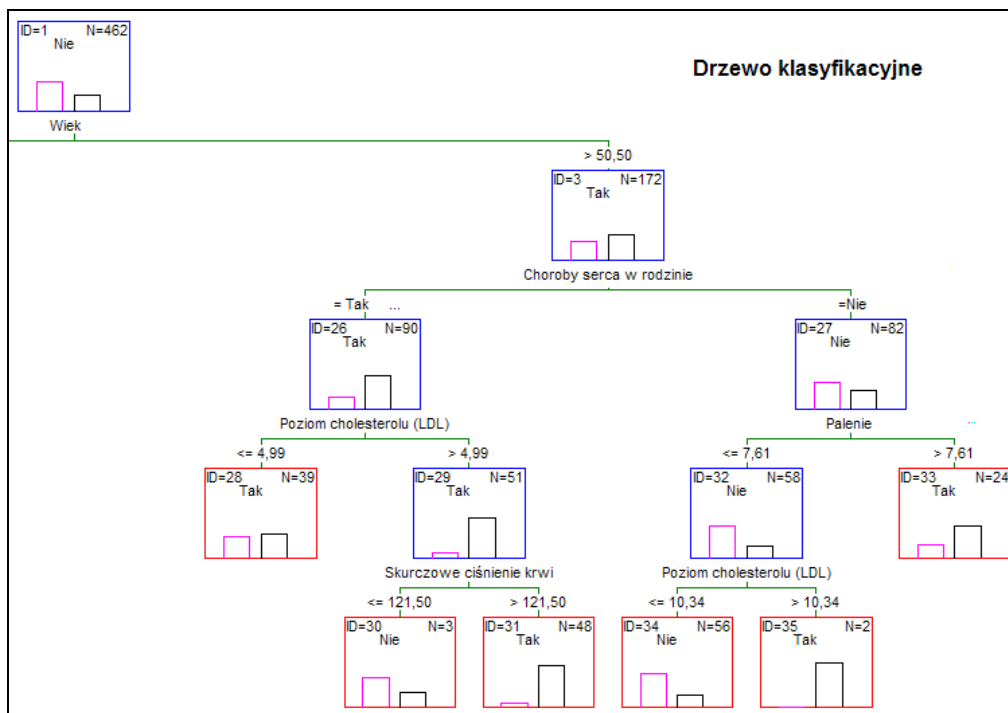 ID=1 N=462
Nie
Drzewo klasyfikacyjne
Wiek
> 50,50
ID=3 N=172
Tak
Choroby serca w rodzinie
= Tak ...
=Nie
ID=26 N=90
Tak
ID=27 N=82
Nie
Poziom cholesterolu (LDL)
Palenie
<= 4,99
> 4,99
<= 7,61
> 7,61
ID=28 N=39
Tak
ID=29 N=51
Tak
ID=32 N=58
Nie
ID=33 N=24
Tak
Skurczowe ciśnienie krwi
Poziom cholesterolu (LDL)
<= 121,50
> 121,50
<= 10,34
> 10,34
ID=30 N=3
Nie
ID=31 N=48
Tak
ID=34 N=56
Nie
ID=35 N=2
Tak